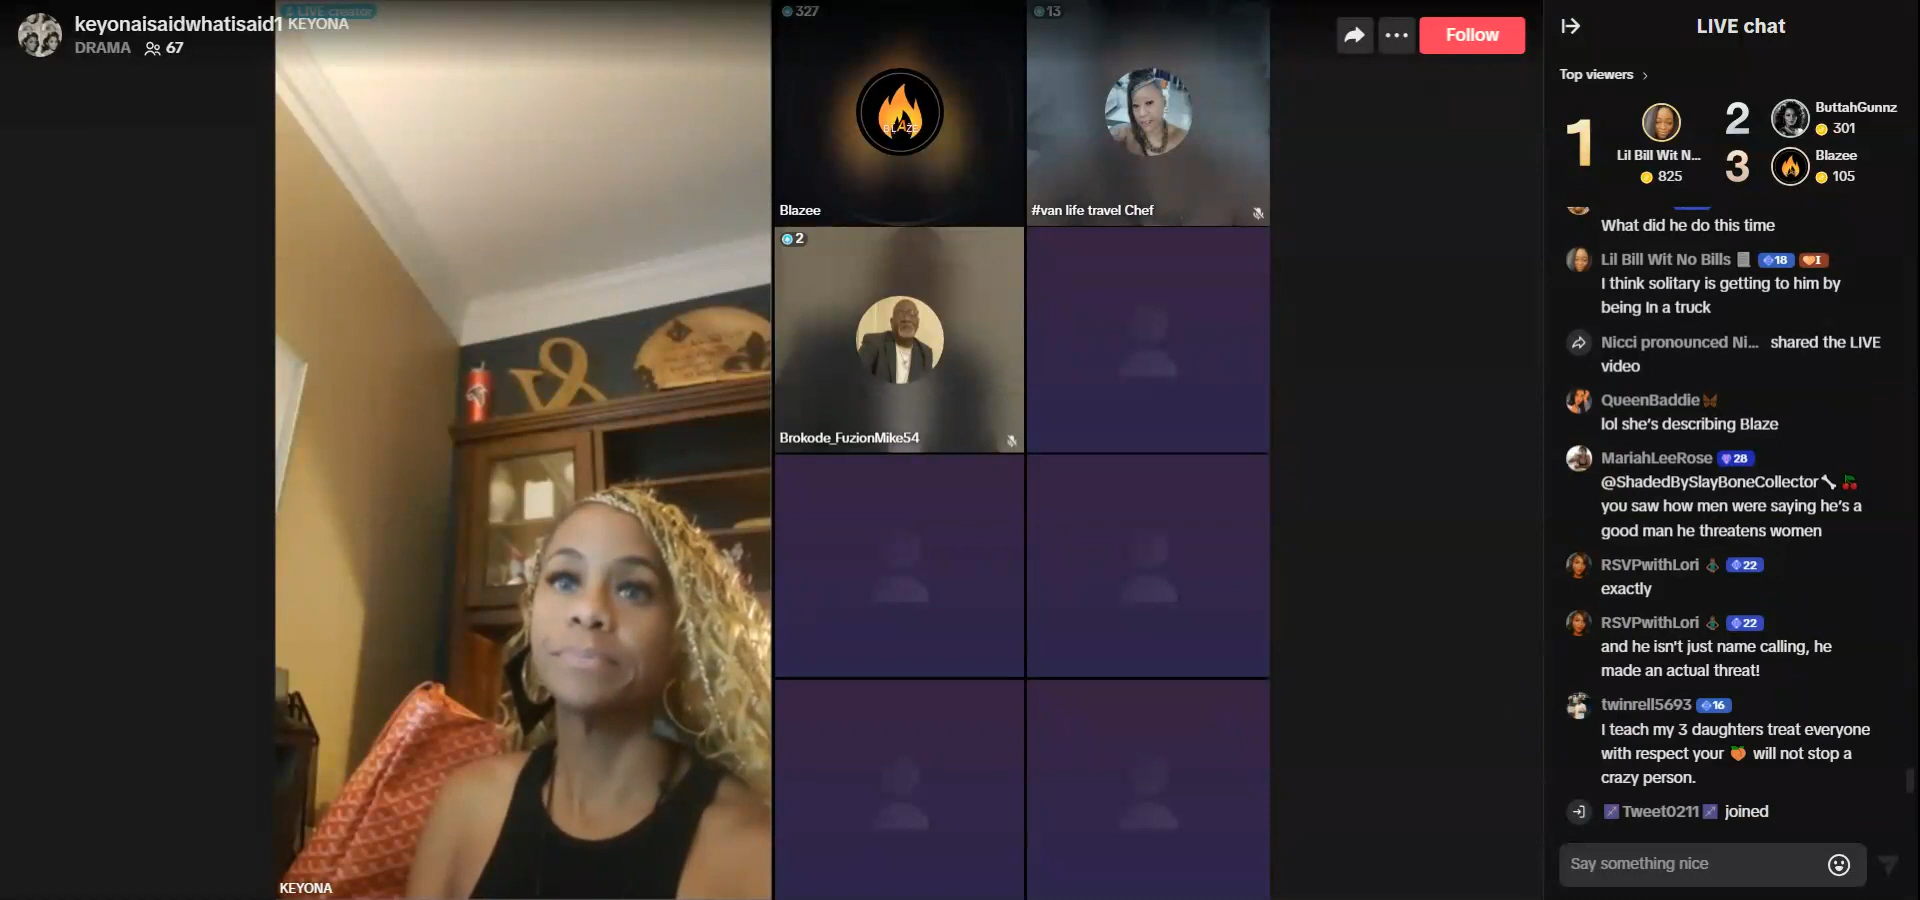 keyonaisaidwhatisaid1
KEYONA
DRAMA 67
LIVE creator
327
13
Follow
BLAZE
Blazee
#van life travel Chef
2
Brokode_FuzionMike54
KEYONA
LIVE chat
Top viewers
1
Lil Bill Wit N...
825
2
ButtahGunnz
301
3
Blazee
105
What did he do this time
Lil Bill Wit No Bills 18 I
I think solitary is getting to him by
being In a truck
Nicci pronounced Ni... shared the LIVE
video
QueenBaddie
lol she's describing Blaze
MariahLeeRose 28
@ShadedBySlayBoneCollector🦴 🍒
you saw how men were saying he's a
good man he threatens women
RSVPwithLori 22
exactly
RSVPwithLori 22
and he isn't just name calling, he
made an actual threat!
twinrell5693 16
I teach my 3 daughters treat everyone
with respect your 🍑 will not stop a
crazy person.
♐Tweet0211♐ joined
Say something nice